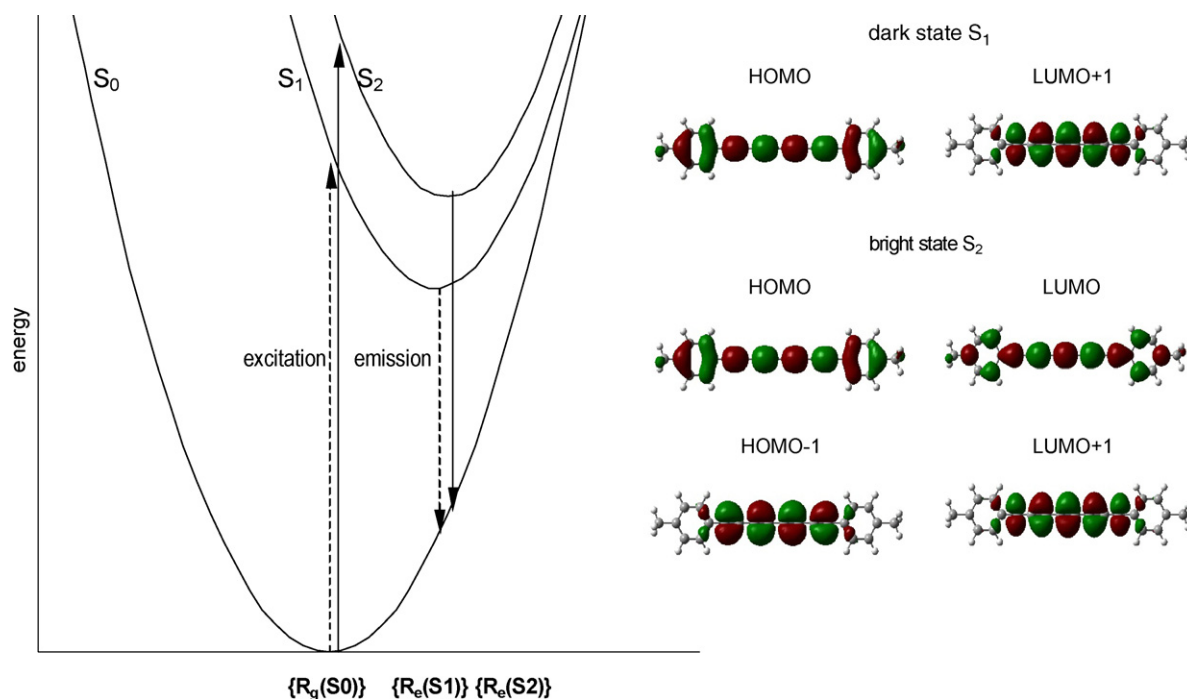 S0
S1
S2
energy
excitation
emission
{Rg(S0)} {Re(S1)} {Re(S2)}
dark state S1
HOMO LUMO+1
bright state S2
HOMO LUMO
HOMO-1 LUMO+1